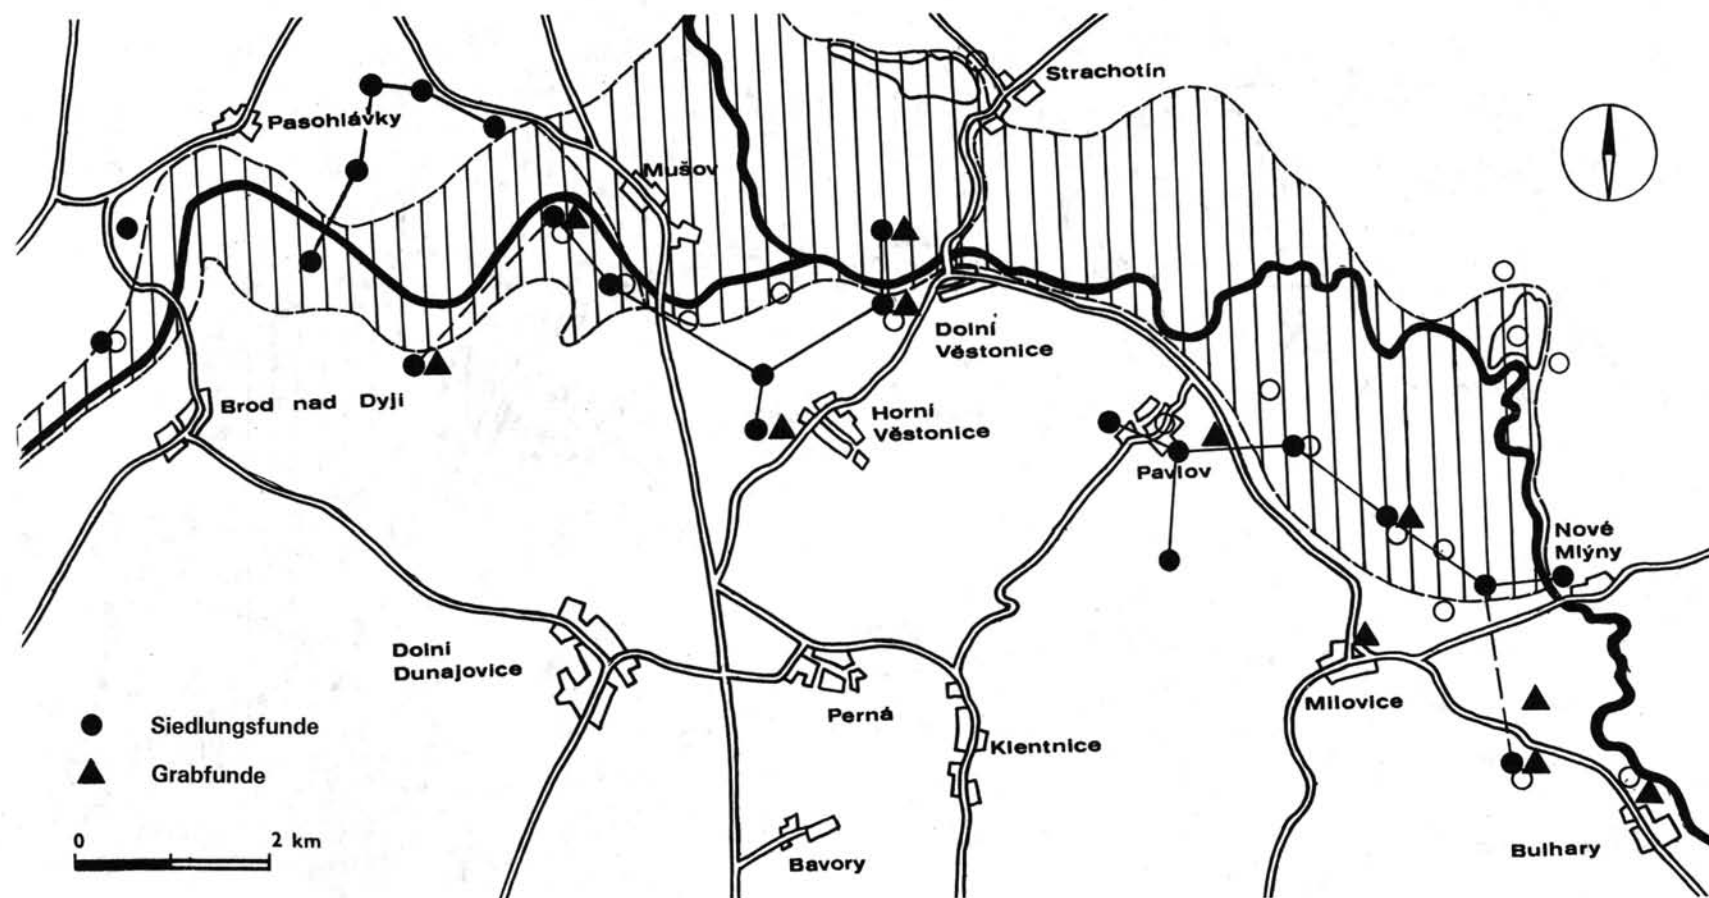 Strachotín
Pasohlávky
Mušov
Dolní
Věstonice
Brod nad Dyjí
Horní
Věstonice
Pavlov
Nové
Mlýny
Dolní
Dunajovice
Perná
Klentnice
Milovice
Bavory
Bulhary
Siedlungsfunde
Grabfunde
0 2 km